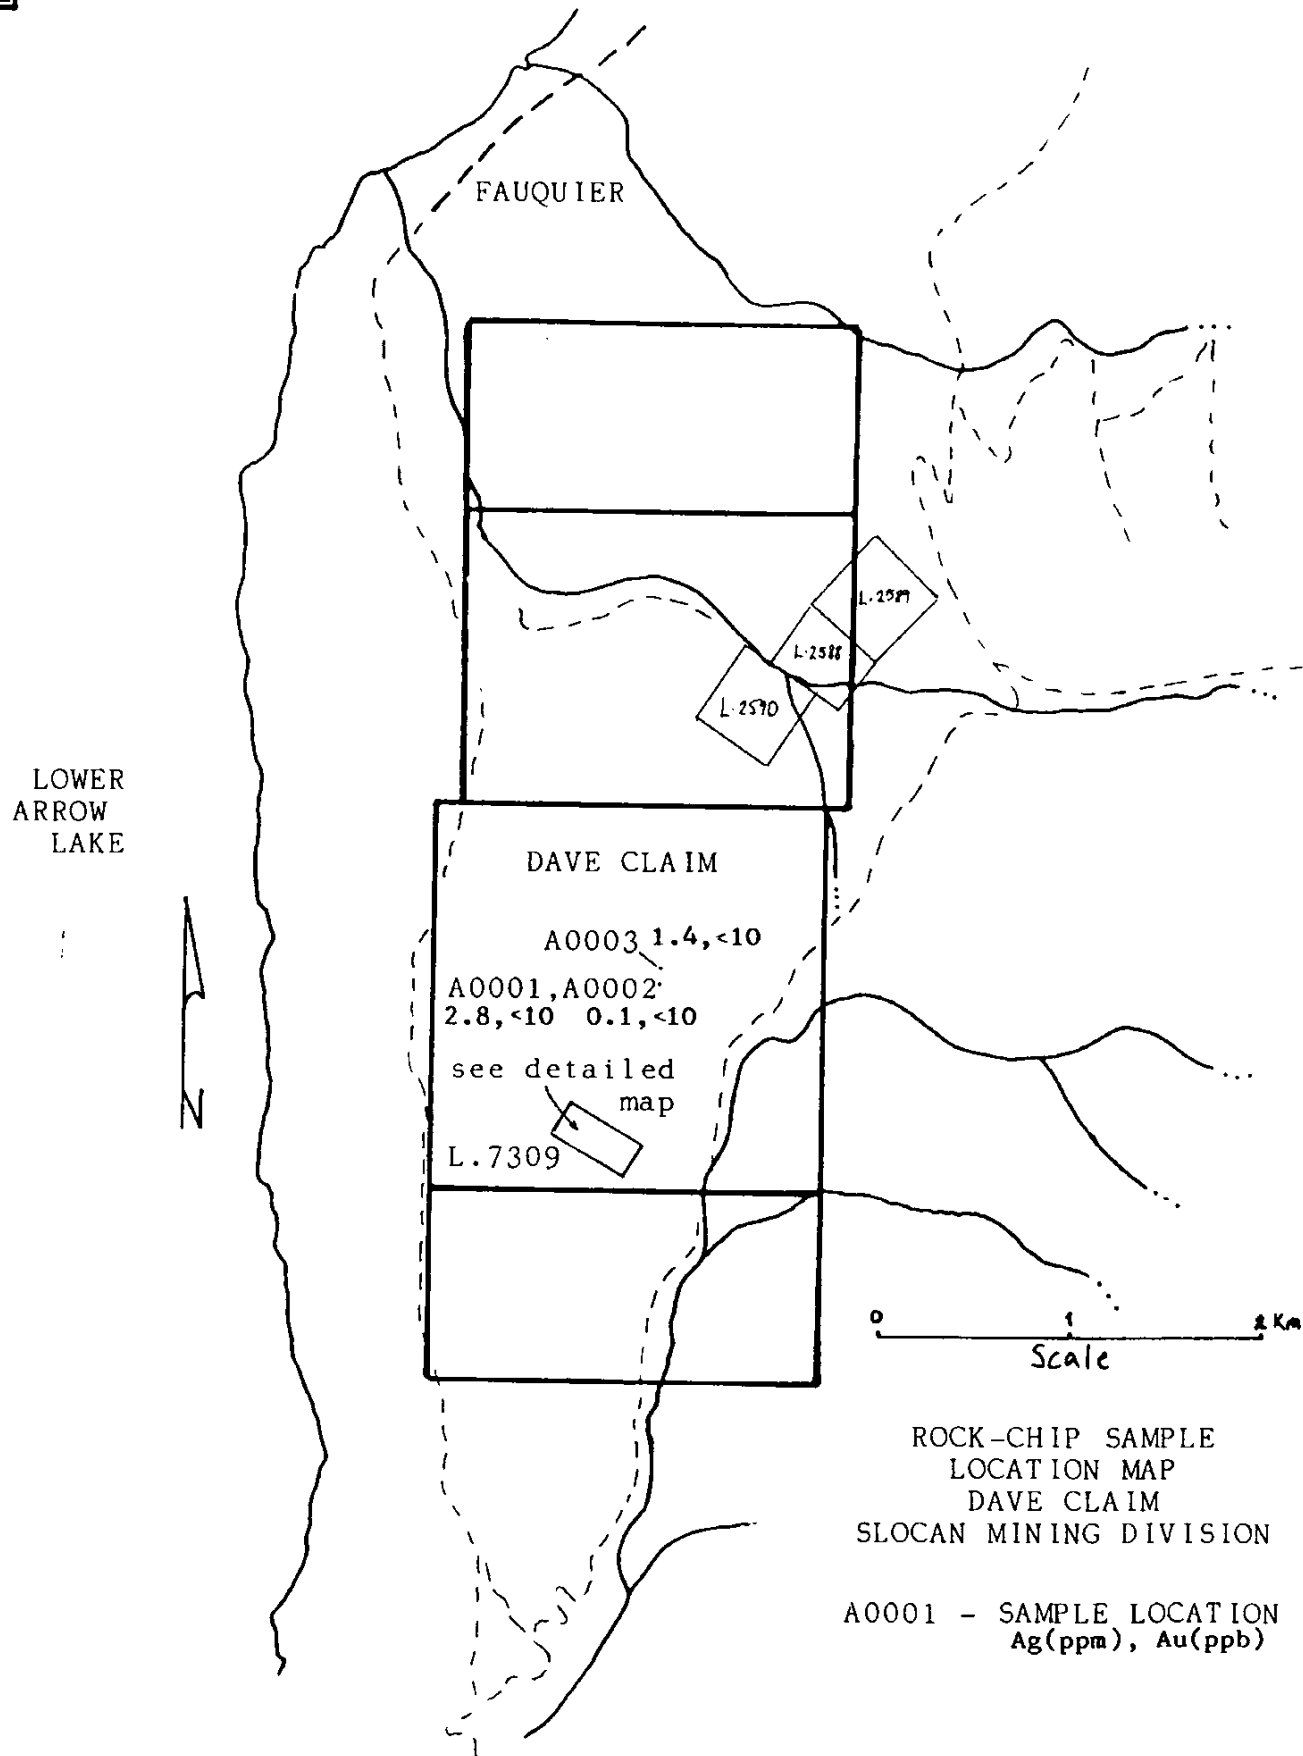 FAUQUIER
L.2589
L.2588
L.2590
LOWER
ARROW
LAKE
DAVE CLAIM
A0003 1.4,<10
A0001,A0002
2.8,<10 0.1,<10
see detailed
map
L.7309
N
0 1 2 Km
Scale
ROCK-CHIP SAMPLE
LOCATION MAP
DAVE CLAIM
SLOCAN MINING DIVISION
A0001 - SAMPLE LOCATION
Ag(ppm), Au(ppb)